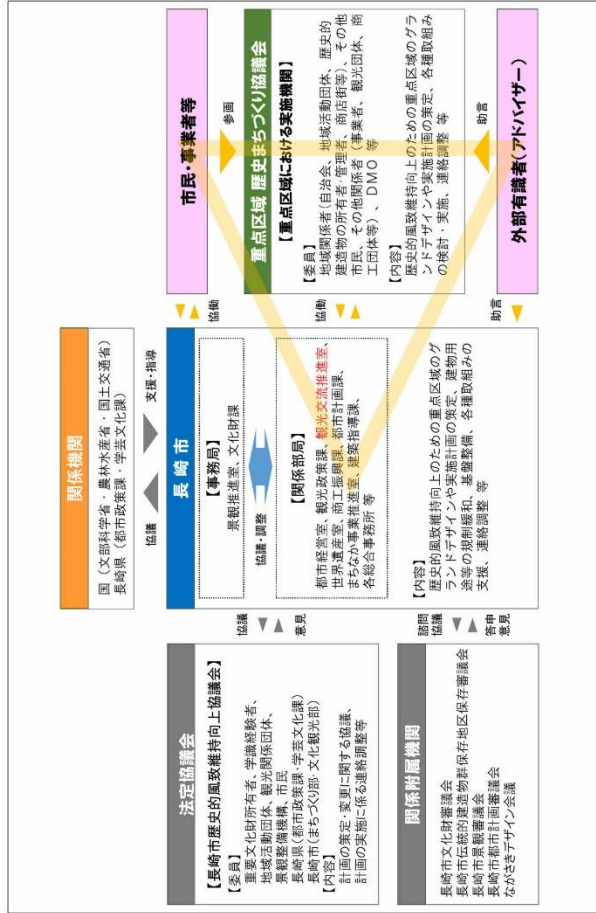 関係機関
国（文部科学省・農林水産省・国土交通省）
長崎県（都市政策課・学芸文化課）
協議
支援・指導
法定協議会
【長崎市歴史的風致維持向上協議会】
【委員】
重要文化財所有者、学識経験者、
地域活動団体、観光関係団体、
景観整備機構、市民
長崎県（都市政策課・学芸文化課）
長崎市（まちづくり部・文化観光部）
【内容】
計画の策定・変更に関する協議、
計画の実施に係る連絡調整等
協議
意見
関係附属機関
長崎市文化財審議会
長崎市伝統的建造物群保存地区保存審議会
長崎市景観審議会
長崎市都市計画審議会
ながさきデザイン会議
諮問
協議
答申
意見
長崎市
【事務局】
景観推進室、文化財課
協議・調整
【関係部局】
都市経営室、観光政策課、観光交流推進室、
世界遺産室、商工振興課、都市計画課、
まちなか事業推進室、建築指導課、
各総合事務所 等
【内容】
歴史的風致維持向上のための重点区域のグ
ランドデザインや実施計画の策定、建物用
途等の規制緩和、基盤整備、各種取組みの
支援、連絡調整 等
協働
協働
助言
市民・事業者等
参画
重点区域 歴史まちづくり協議会
【重点区域における実施機関】
【委員】
地域関係者（自治会、地域活動団体、歴史的
建造物の所有者・管理者、商店街等）、その他
市民、その他関係者（事業者、観光団体、商
工団体等）、ＤＭＯ 等
【内容】
歴史的風致維持向上のための重点区域のグラ
ンドデザインや実施計画の策定、各種取組み
の検討・実施、連絡調整 等
助言
外部有識者（アドバイザー）